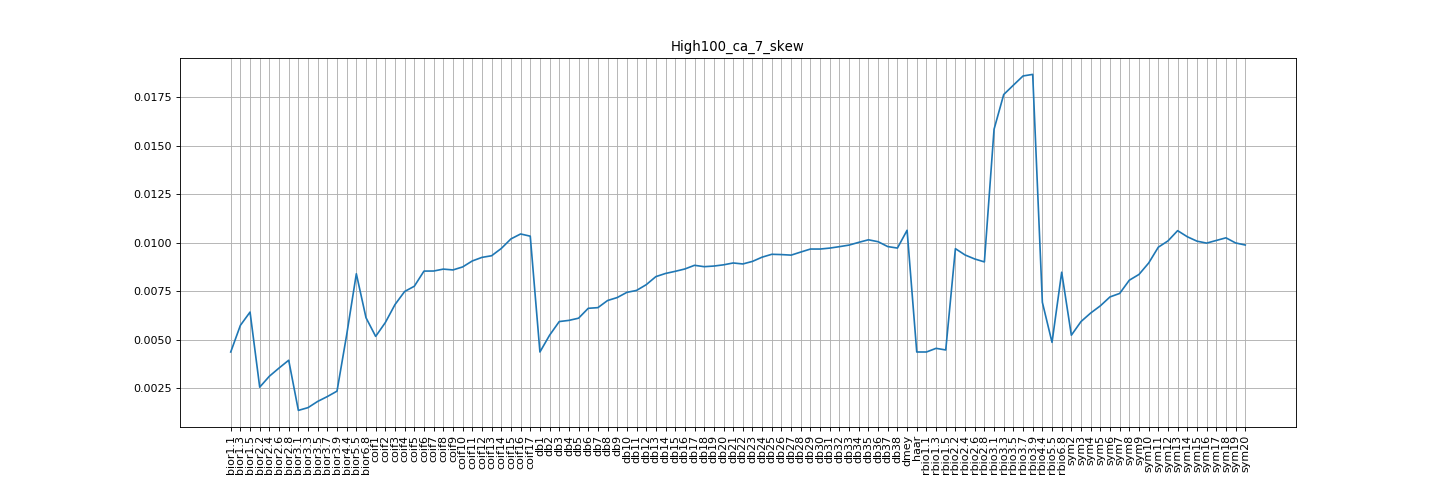 High100_ca_7_skew
0.0175
0.0150
0.0125
0.0100
0.0075
0.0050
0.0025
bior1.1
bior1.3
bior1.5
bior2.2
bior2.4
bior2.6
bior2.8
bior3.1
bior3.3
bior3.5
bior3.7
bior3.9
bior4.4
bior5.5
bior6.8
coif1
coif2
coif3
coif4
coif5
coif6
coif7
coif8
coif9
coif10
coif11
coif12
coif13
coif14
coif15
coif16
coif17
db1
db2
db3
db4
db5
db6
db7
db8
db9
db10
db11
db12
db13
db14
db15
db16
db17
db18
db19
db20
db21
db22
db23
db24
db25
db26
db27
db28
db29
db30
db31
db32
db33
db34
db35
db36
db37
db38
dmey
haar
rbio1.1
rbio1.3
rbio1.5
rbio2.2
rbio2.4
rbio2.6
rbio2.8
rbio3.1
rbio3.3
rbio3.5
rbio3.7
rbio3.9
rbio4.4
rbio5.5
rbio6.8
sym2
sym3
sym4
sym5
sym6
sym7
sym8
sym9
sym10
sym11
sym12
sym13
sym14
sym15
sym16
sym17
sym18
sym19
sym20